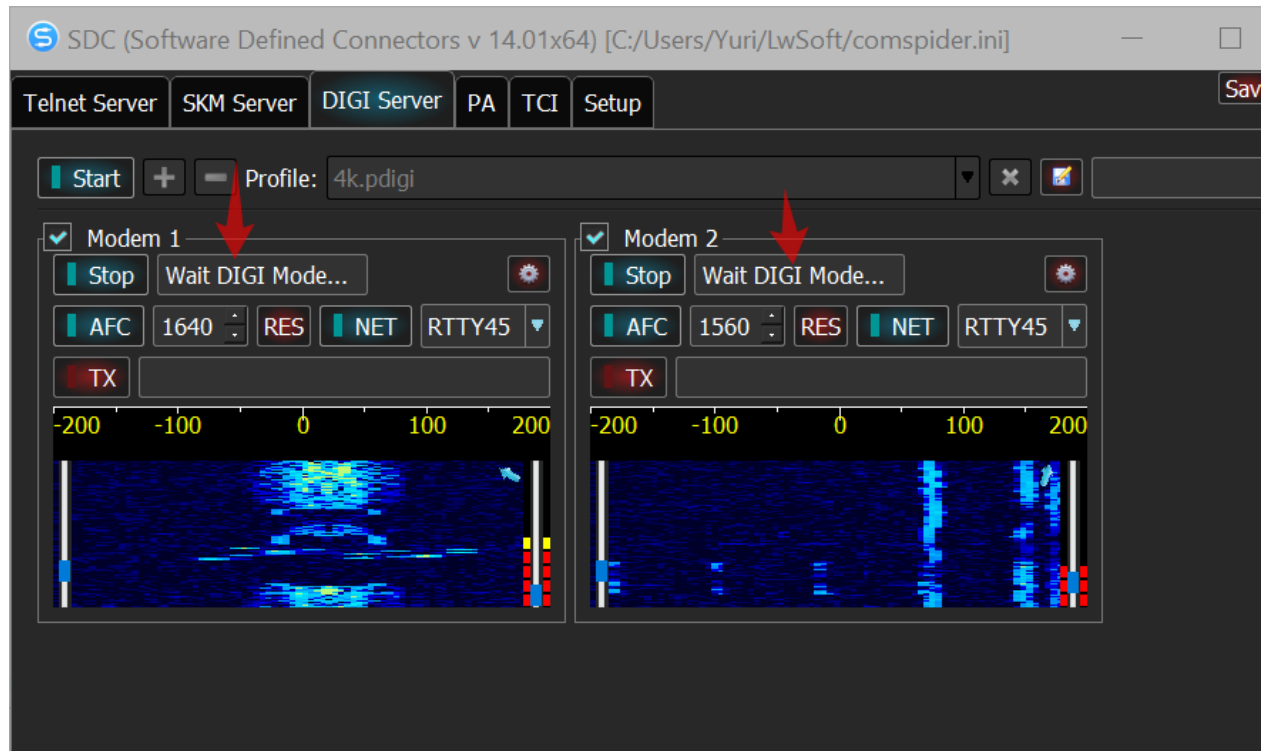 SDC (Software Defined Connectors v 14.01x64) [C:/Users/Yuri/LwSoft/comspider.ini]
Telnet Server SKM Server DIGI Server PA TCI Setup Sav
Start Profile: 4k.pdigi
Modem 1 Modem 2
Stop Wait DIGI Mode... Stop Wait DIGI Mode...
AFC 1640 RES NET RTTY45 AFC 1560 RES NET RTTY45
TX TX
-200 -100 0 100 200 -200 -100 0 100 200